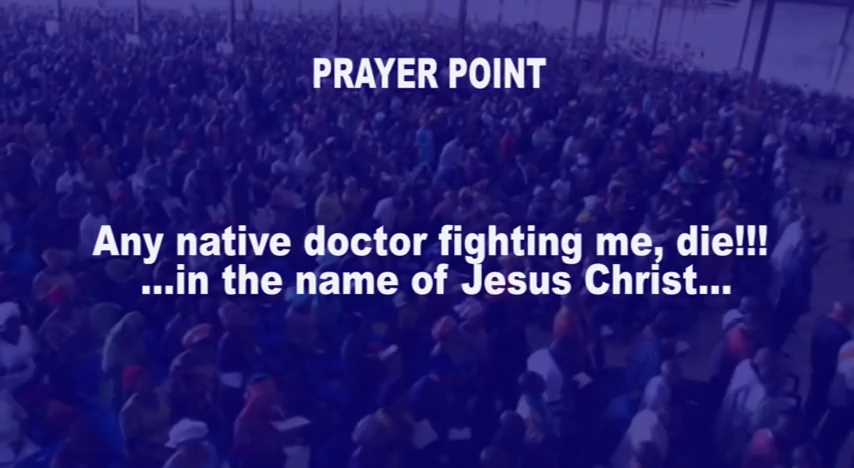 PRAYER POINT
Any native doctor fighting me, die!!!
...in the name of Jesus Christ...